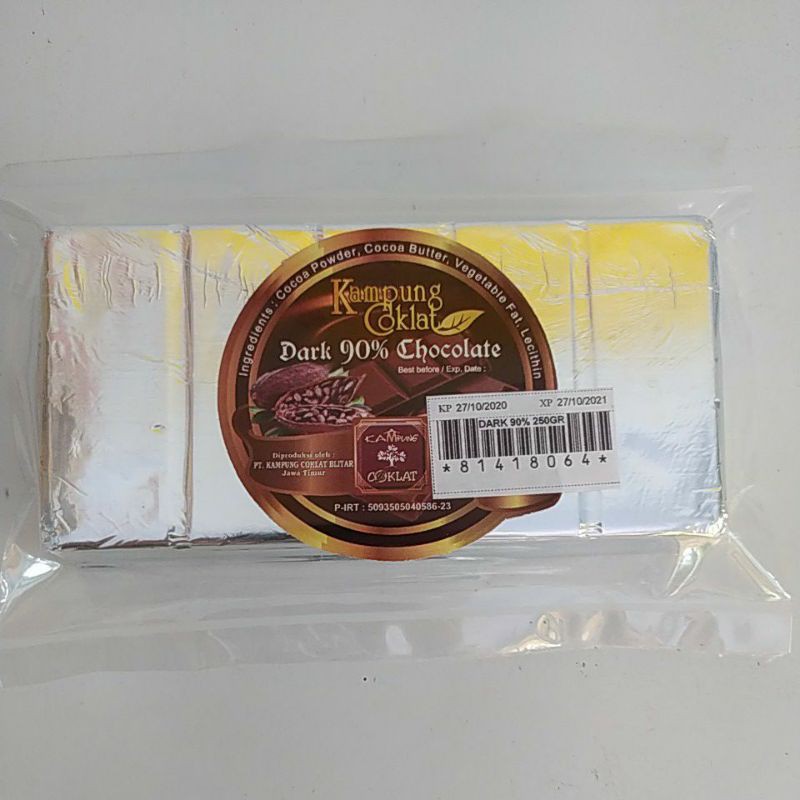 Ingredients : Cocoa Powder, Cocoa Butter, Vegetable Fat, Lecithin
Kampung
Coklat
Dark 90% Chocolate
Best before / Exp. Date :
KP 27/10/2020 XP 27/10/2021
DARK 90% 250GR
*81418064*
Diproduksi oleh :
PT. KAMPUNG COKLAT BLITAR
Jawa Timur
KAMPUNG
COKLAT
P-IRT : 5093505040586-23